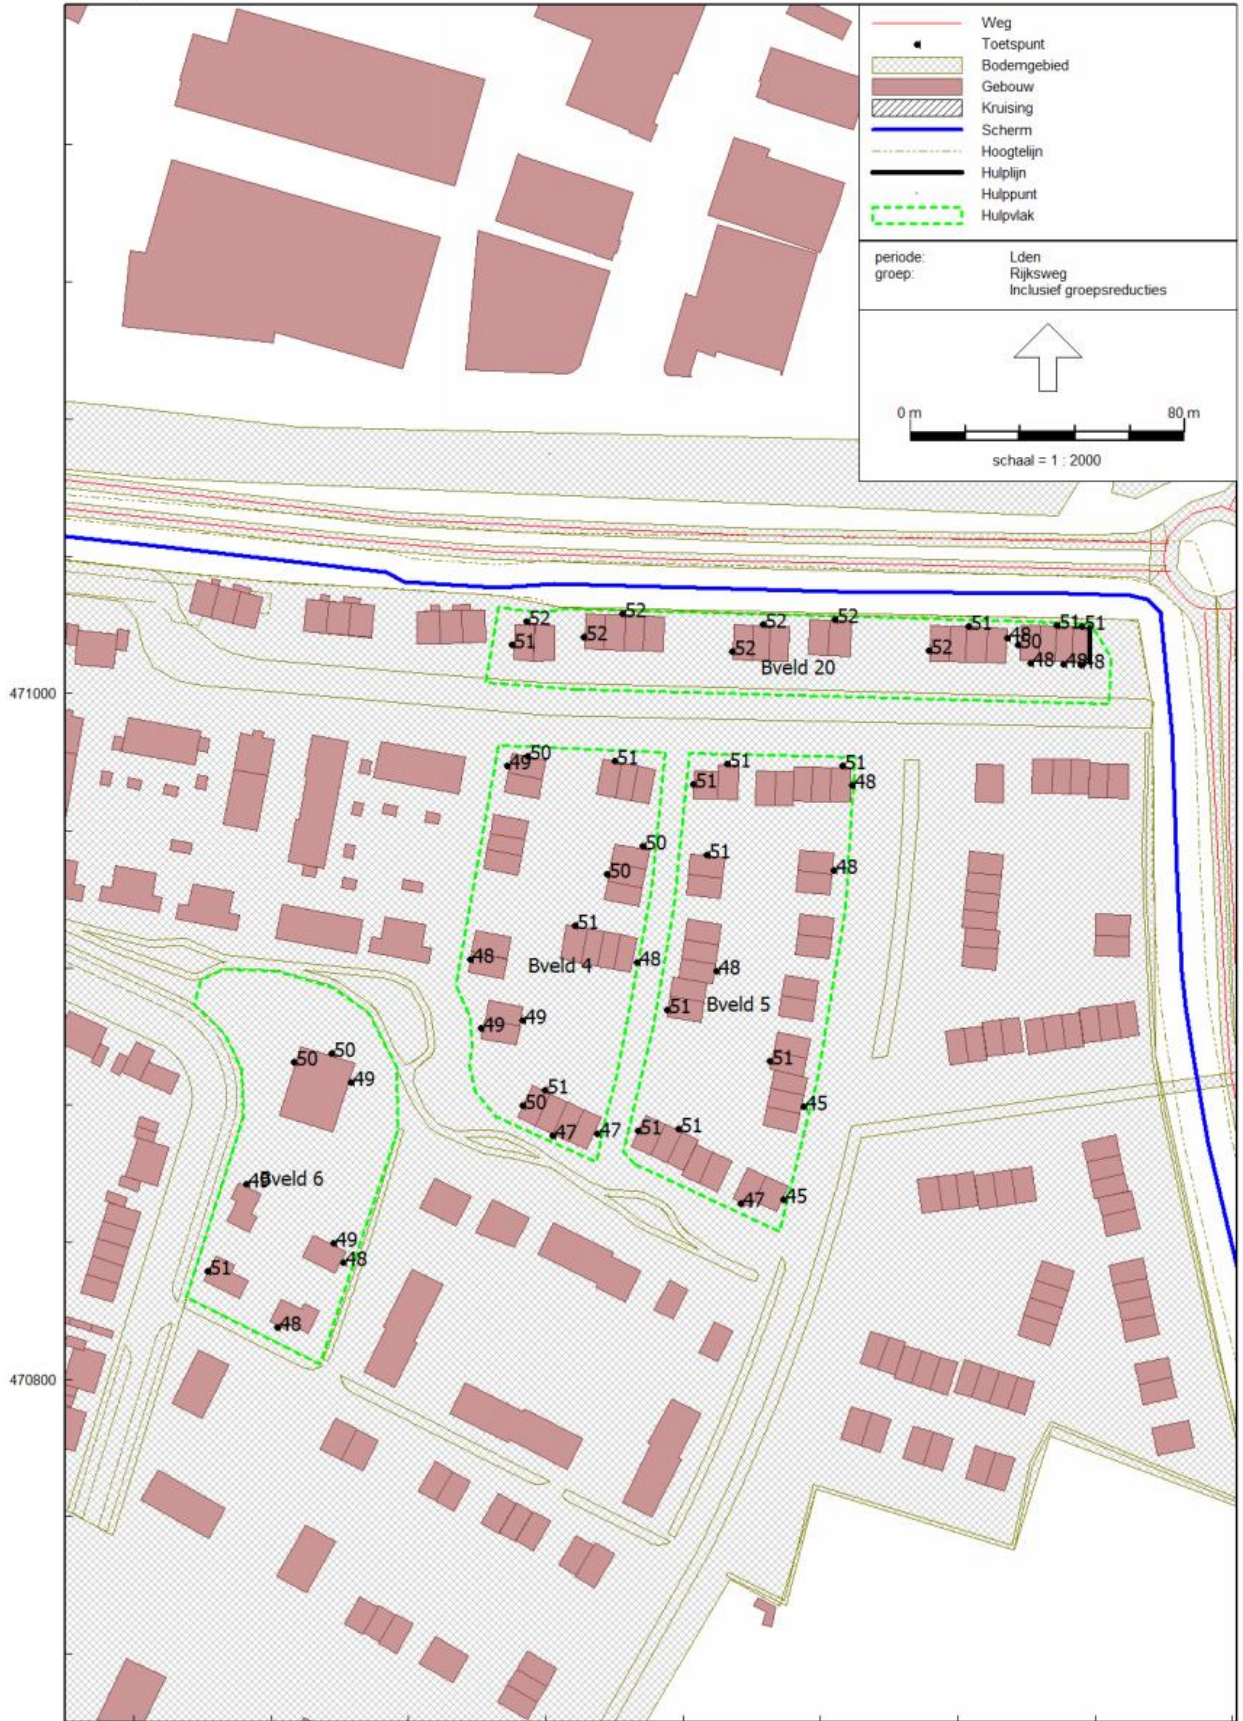 Weg
Toetspunt
Bodemgebied
Gebouw
Kruising
Scherm
Hoogtelijn
Hulplijn
Hulppunt
Hulpvlak
periode: Lden
groep: Rijksweg
Inclusief groepsreducties
0 m 80 m
schaal = 1 : 2000
52 52 52 52 51 51 51
51 52 52 52 48 50
48 48 48
Bveld 20
471000
50 51 51 51
49 51 48
50 51
50 48
51
48 48 48
Bveld 4
51 Bveld 5
49 49
50 50 51
49
51 45
50 51 51
47 47
Bveld 6
47 45
49
51 48
48
470800